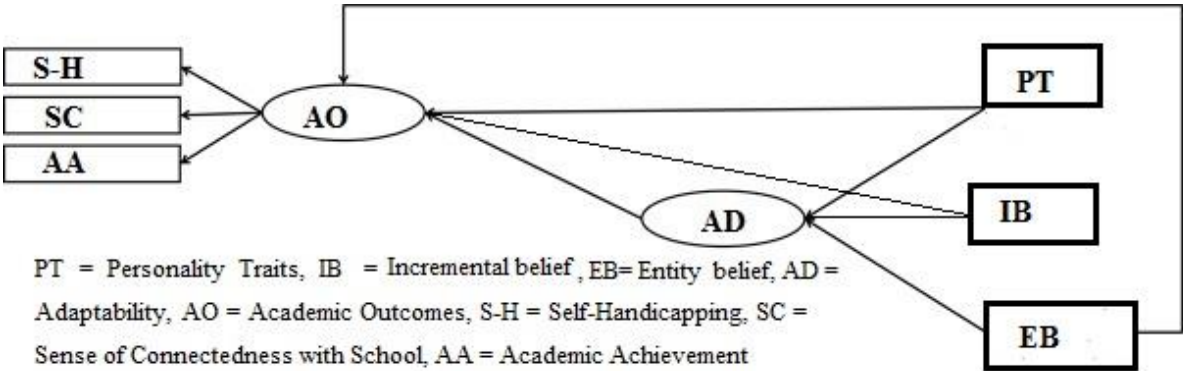 S-H
SC
AA
AO
PT
AD
IB
EB
PT = Personality Traits, IB = Incremental belief , EB= Entity belief, AD =
Adaptability, AO = Academic Outcomes, S-H = Self-Handicapping, SC =
Sense of Connectedness with School, AA = Academic Achievement